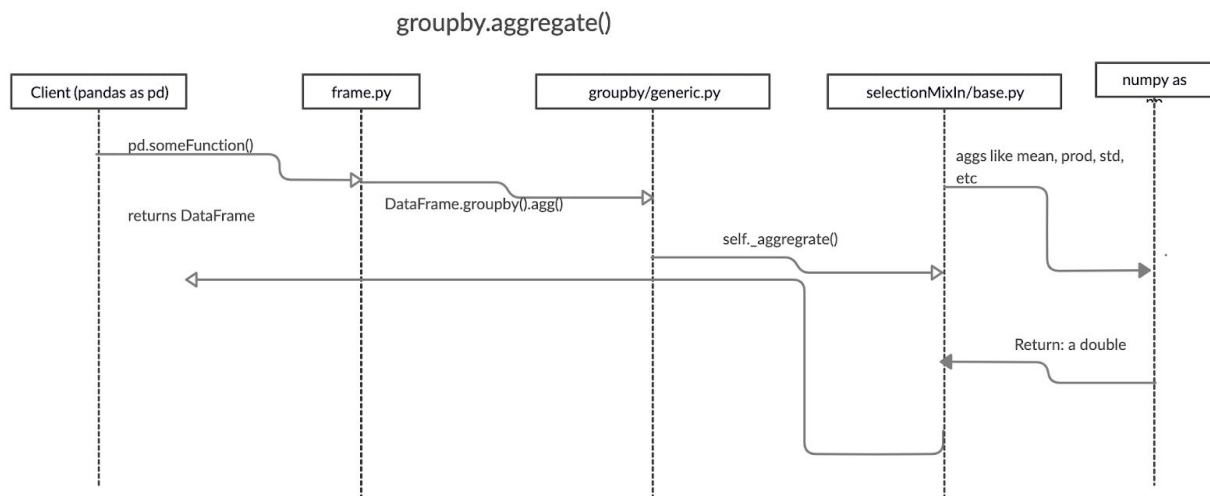 groupby.aggregate()
Client (pandas as pd)
frame.py
groupby/generic.py
selectionMixIn/base.py
numpy as
pd.someFunction()
aggs like mean, prod, std,
etc
DataFrame.groupby().agg()
returns DataFrame
self._aggregrate()
Return: a double